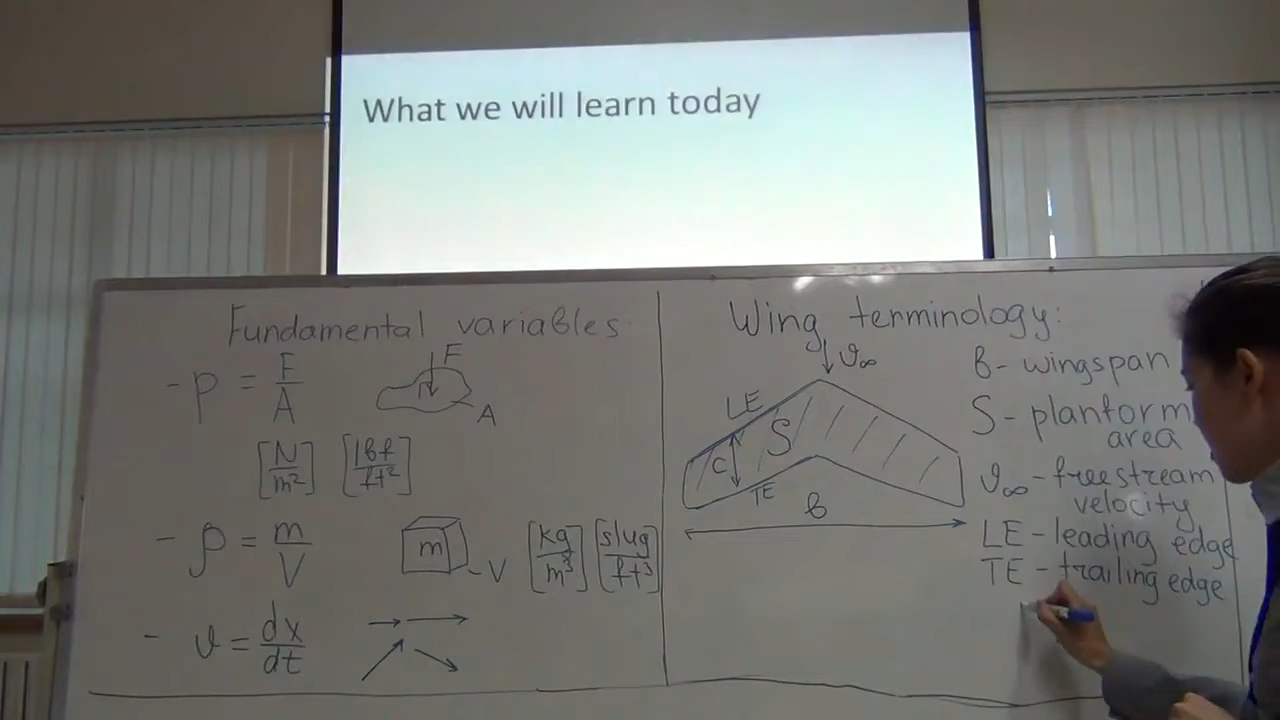 What we will learn today
Fundamental variables:
- p = F/A
F
A
[N/m²] [lbf/ft²]
- ρ = m/V
m
V
[kg/m³] [slug/ft³]
- v = dx/dt
Wing terminology:
v∞
LE
S
c
TE
b
b - wingspan
S - planform
area
v∞ - freestream
velocity
LE - leading edge
TE - trailing edge